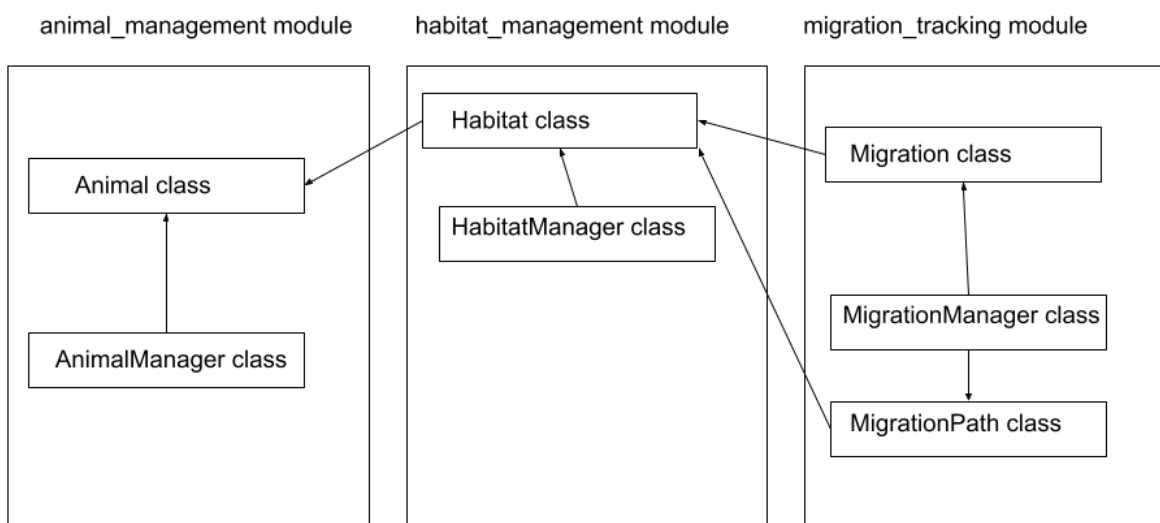 animal_management module
habitat_management module
migration_tracking module
Animal class
AnimalManager class
Habitat class
HabitatManager class
Migration class
MigrationManager class
MigrationPath class